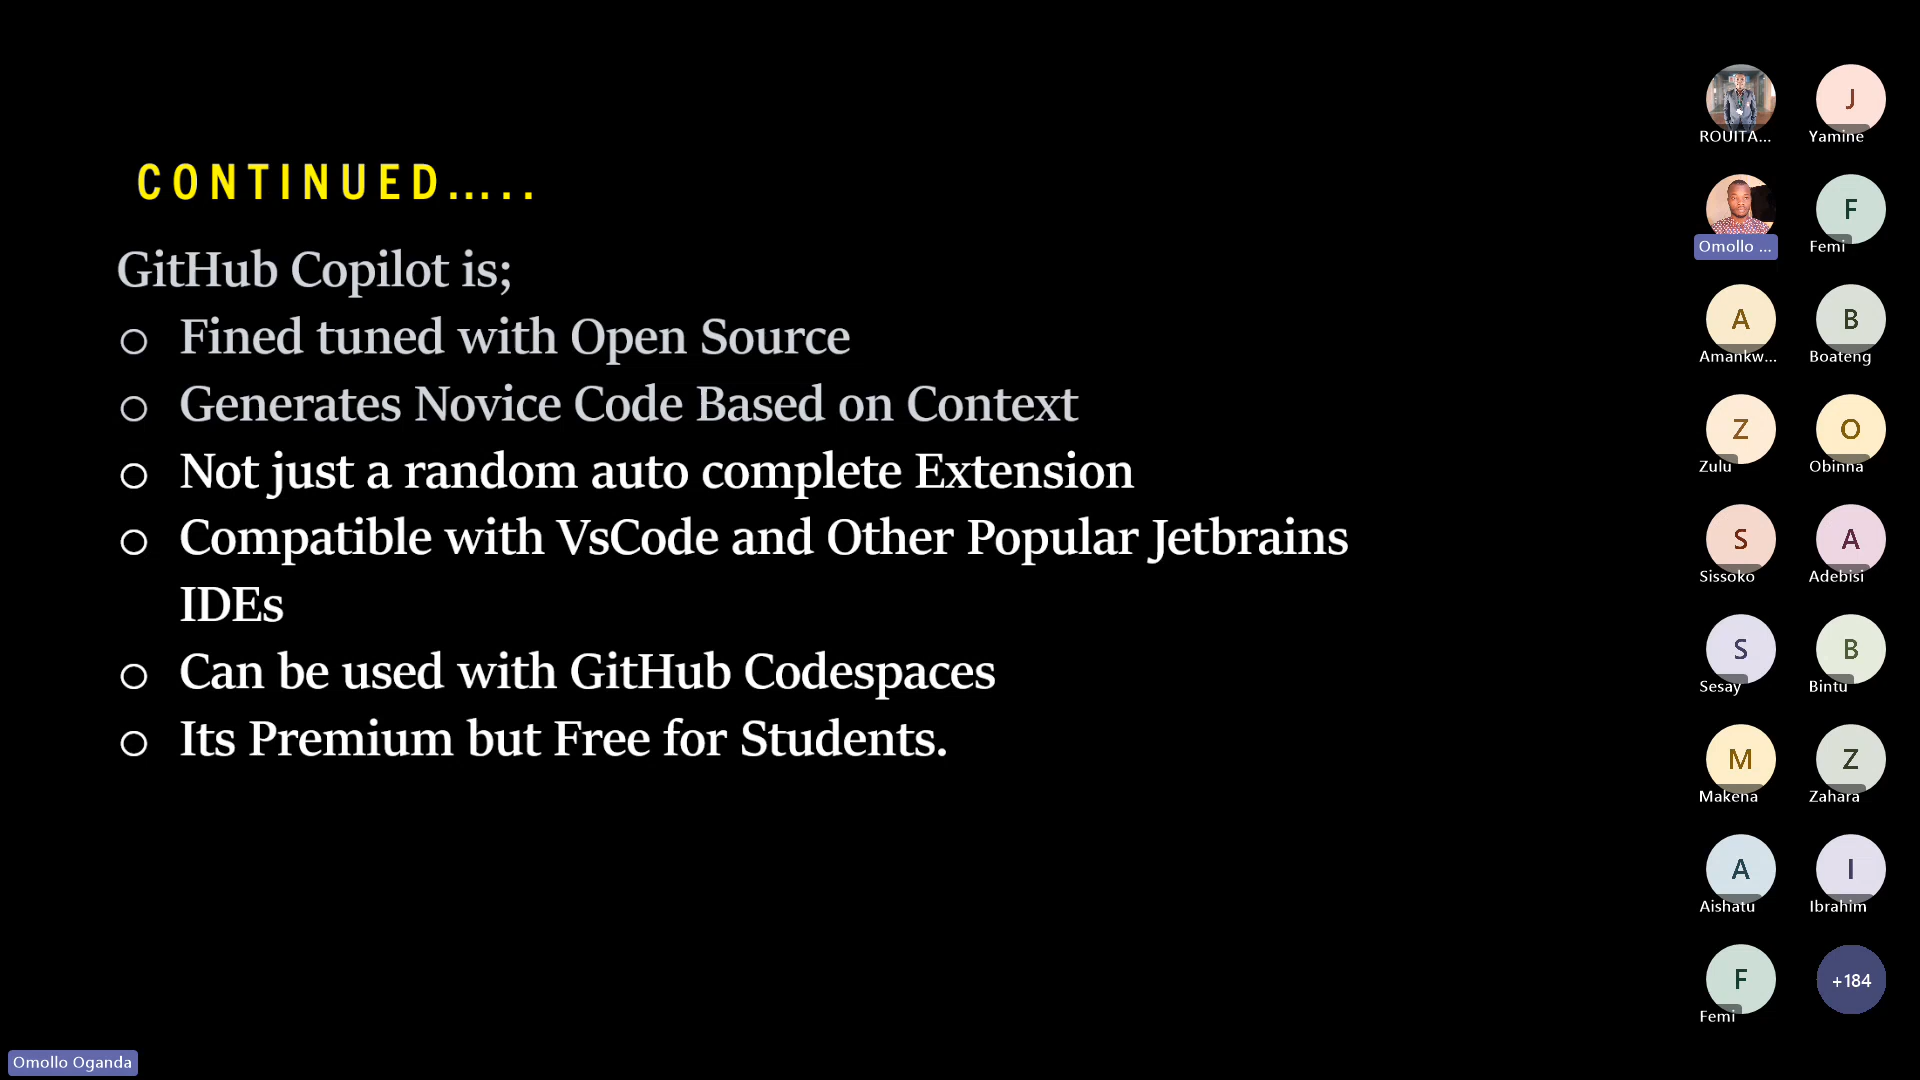 CONTINUED.....
GitHub Copilot is;
○ Fined tuned with Open Source
○ Generates Novice Code Based on Context
○ Not just a random auto complete Extension
○ Compatible with VsCode and Other Popular Jetbrains
IDEs
○ Can be used with GitHub Codespaces
○ Its Premium but Free for Students.
ROUITA...
J
Yamine
Omollo ...
F
Femi
A
Amankw...
B
Boateng
Z
Zulu
O
Obinna
S
Sissoko
A
Adebisi
S
Sesay
B
Bintu
M
Makena
Z
Zahara
A
Aishatu
I
Ibrahim
F
Femi
+184
Omollo Oganda